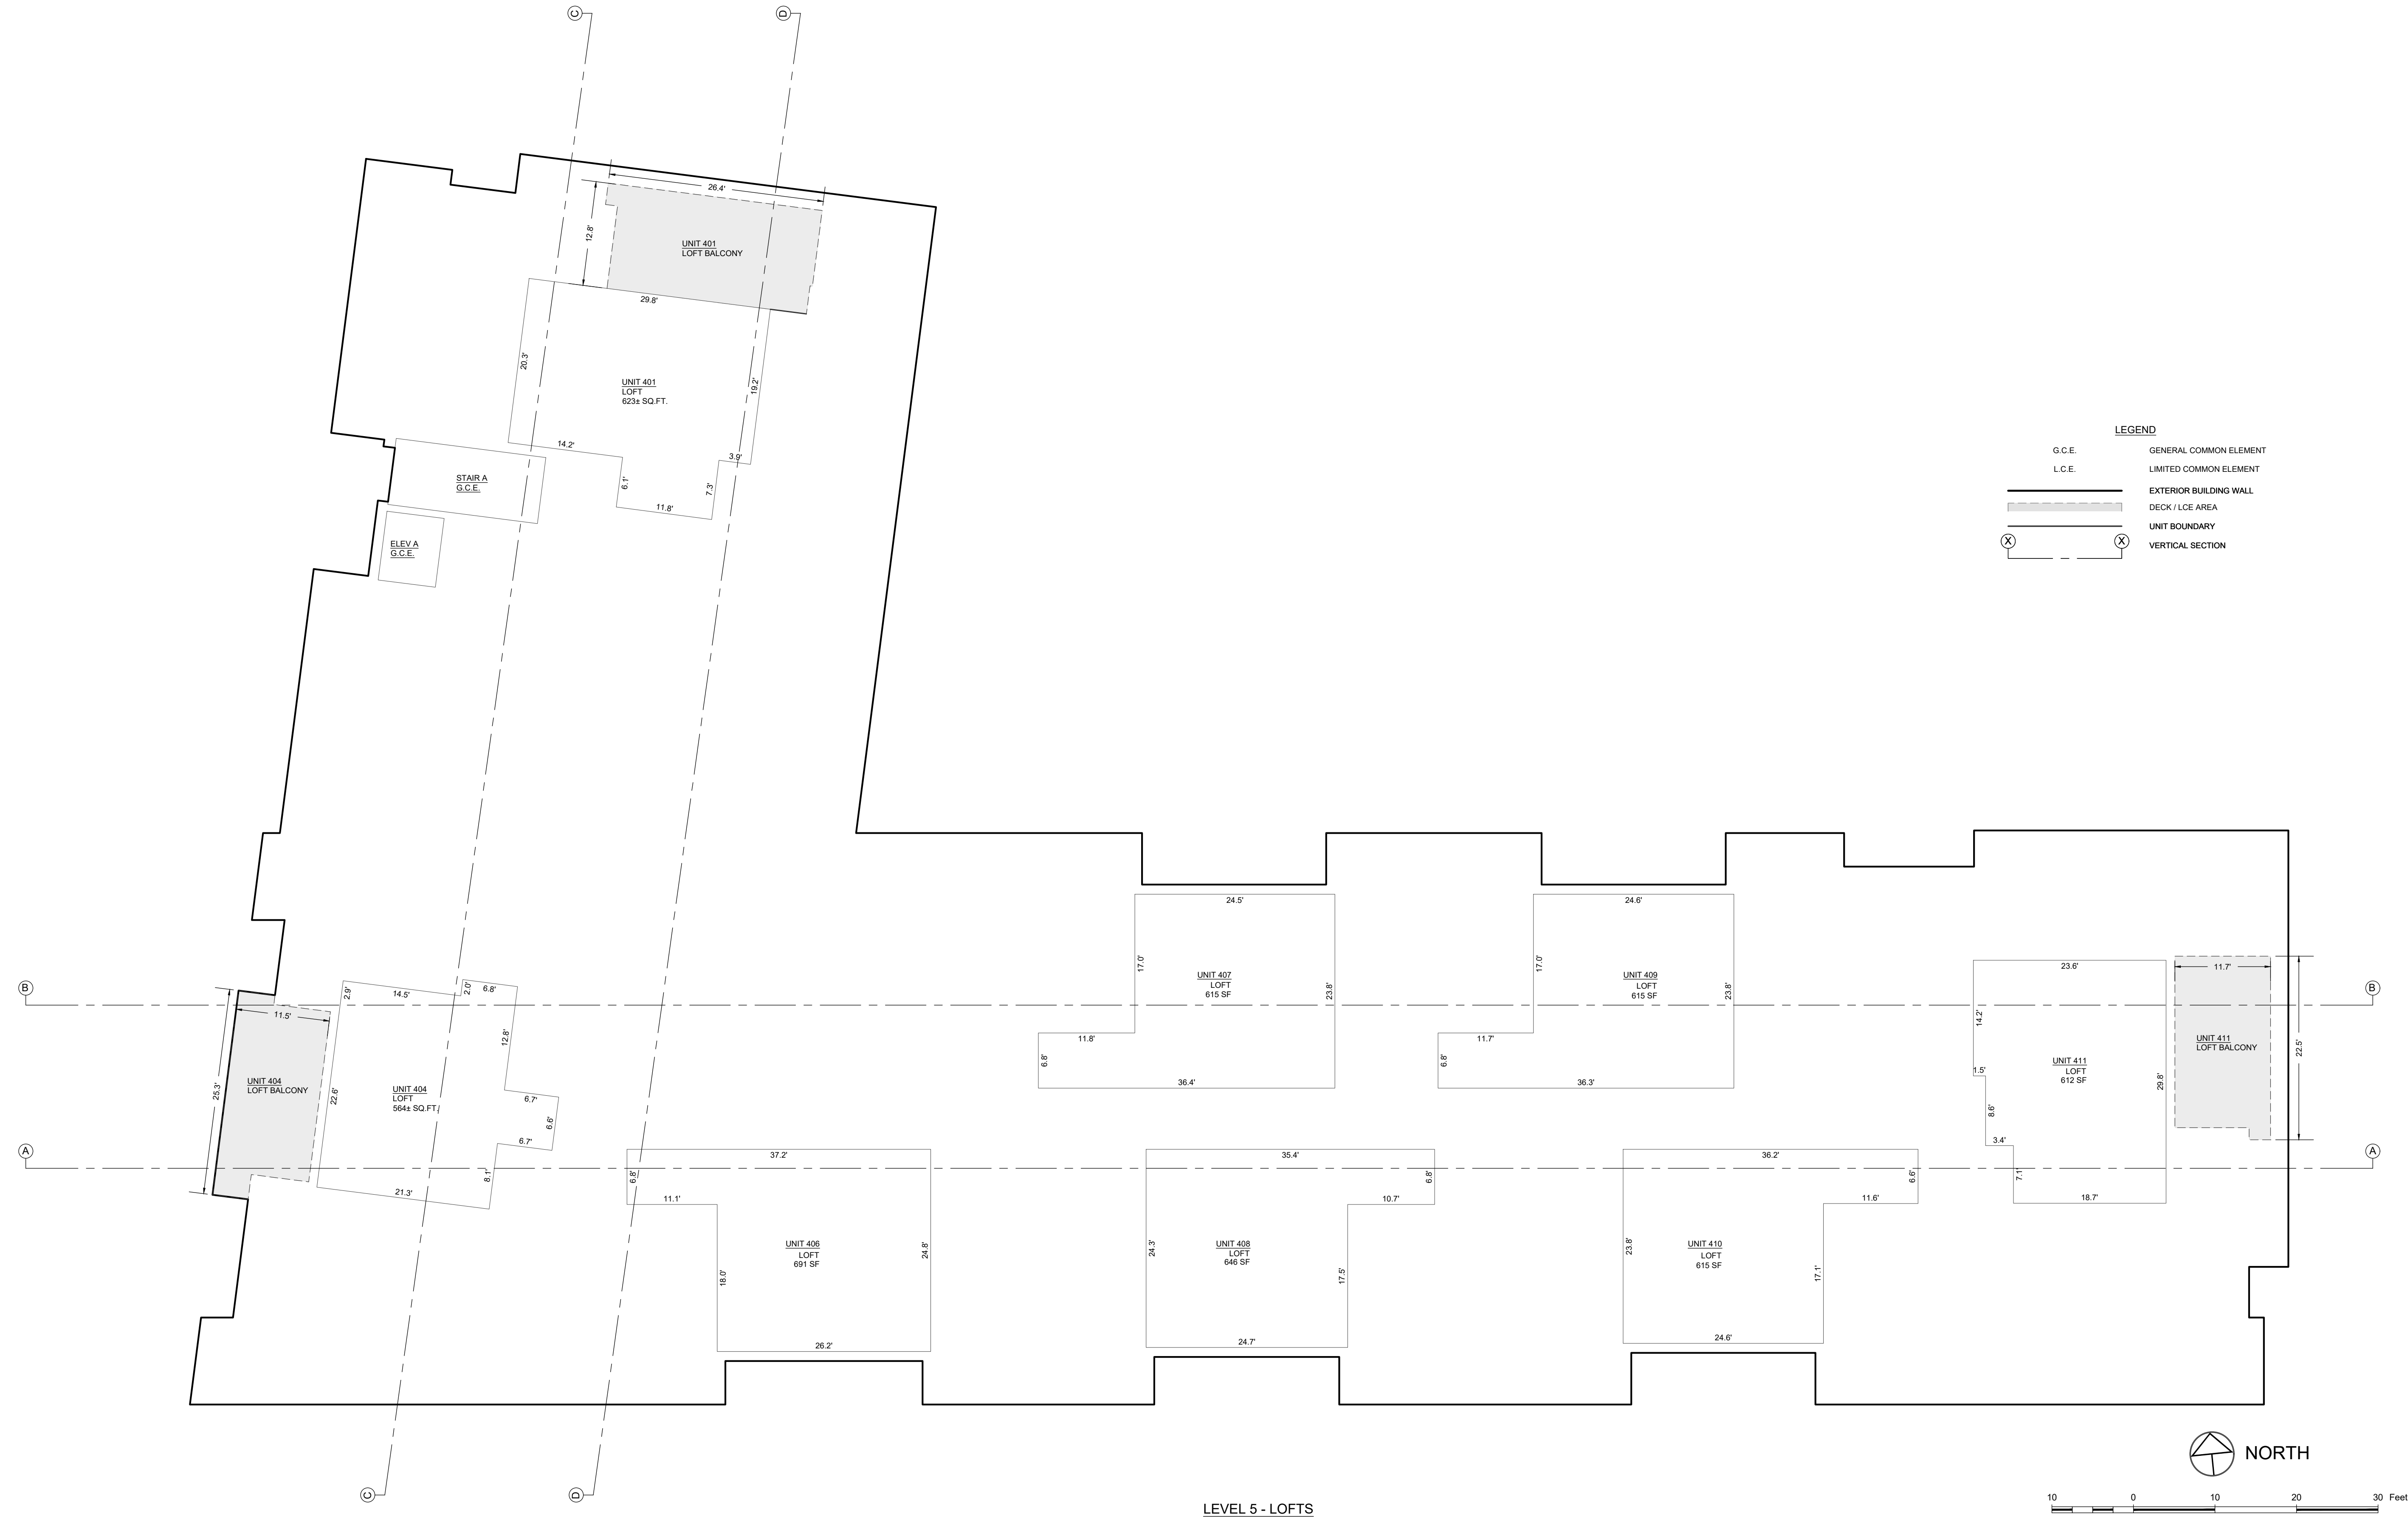 C
D
26.4'
12.8'
UNIT 401
LOFT BALCONY
29.8'
20.3'
19.2'
UNIT 401
LOFT
623± SQ.FT.
14.2'
3.9'
6.1'
7.3'
11.8'
STAIR A
G.C.E.
ELEV A
G.C.E.
LEGEND
G.C.E. GENERAL COMMON ELEMENT
L.C.E. LIMITED COMMON ELEMENT
EXTERIOR BUILDING WALL
DECK / LCE AREA
UNIT BOUNDARY
X X VERTICAL SECTION
24.5'
17.0'
UNIT 407
LOFT
615 SF
23.8'
11.8'
6.8'
36.4'
24.6'
17.0'
UNIT 409
LOFT
615 SF
23.8'
11.7'
6.8'
36.3'
23.6'
14.2'
1.5'
8.6'
3.4'
7.1'
18.7'
29.8'
UNIT 411
LOFT
612 SF
11.7'
22.5'
UNIT 411
LOFT BALCONY
B
B
A
A
11.5'
25.3'
UNIT 404
LOFT BALCONY
2.9'
14.5'
2.0'
6.8'
12.8'
22.6'
UNIT 404
LOFT
564± SQ.FT.
6.7'
6.6'
6.7'
8.1'
21.3'
37.2'
6.8'
11.1'
18.0'
UNIT 406
LOFT
691 SF
24.8'
26.2'
35.4'
6.8'
10.7'
24.3'
UNIT 408
LOFT
646 SF
17.5'
24.7'
36.2'
6.6'
11.6'
23.8'
UNIT 410
LOFT
615 SF
17.1'
24.6'
C
D
NORTH
LEVEL 5 - LOFTS
10 0 10 20 30 Feet